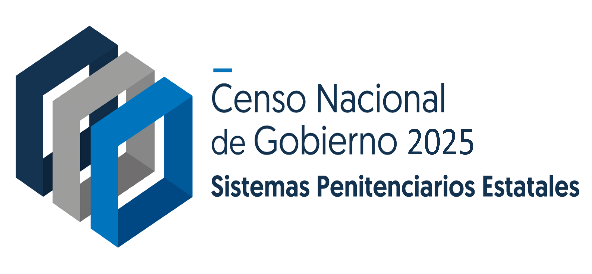 Censo Nacional
de Gobierno 2025
Sistemas Penitenciarios Estatales